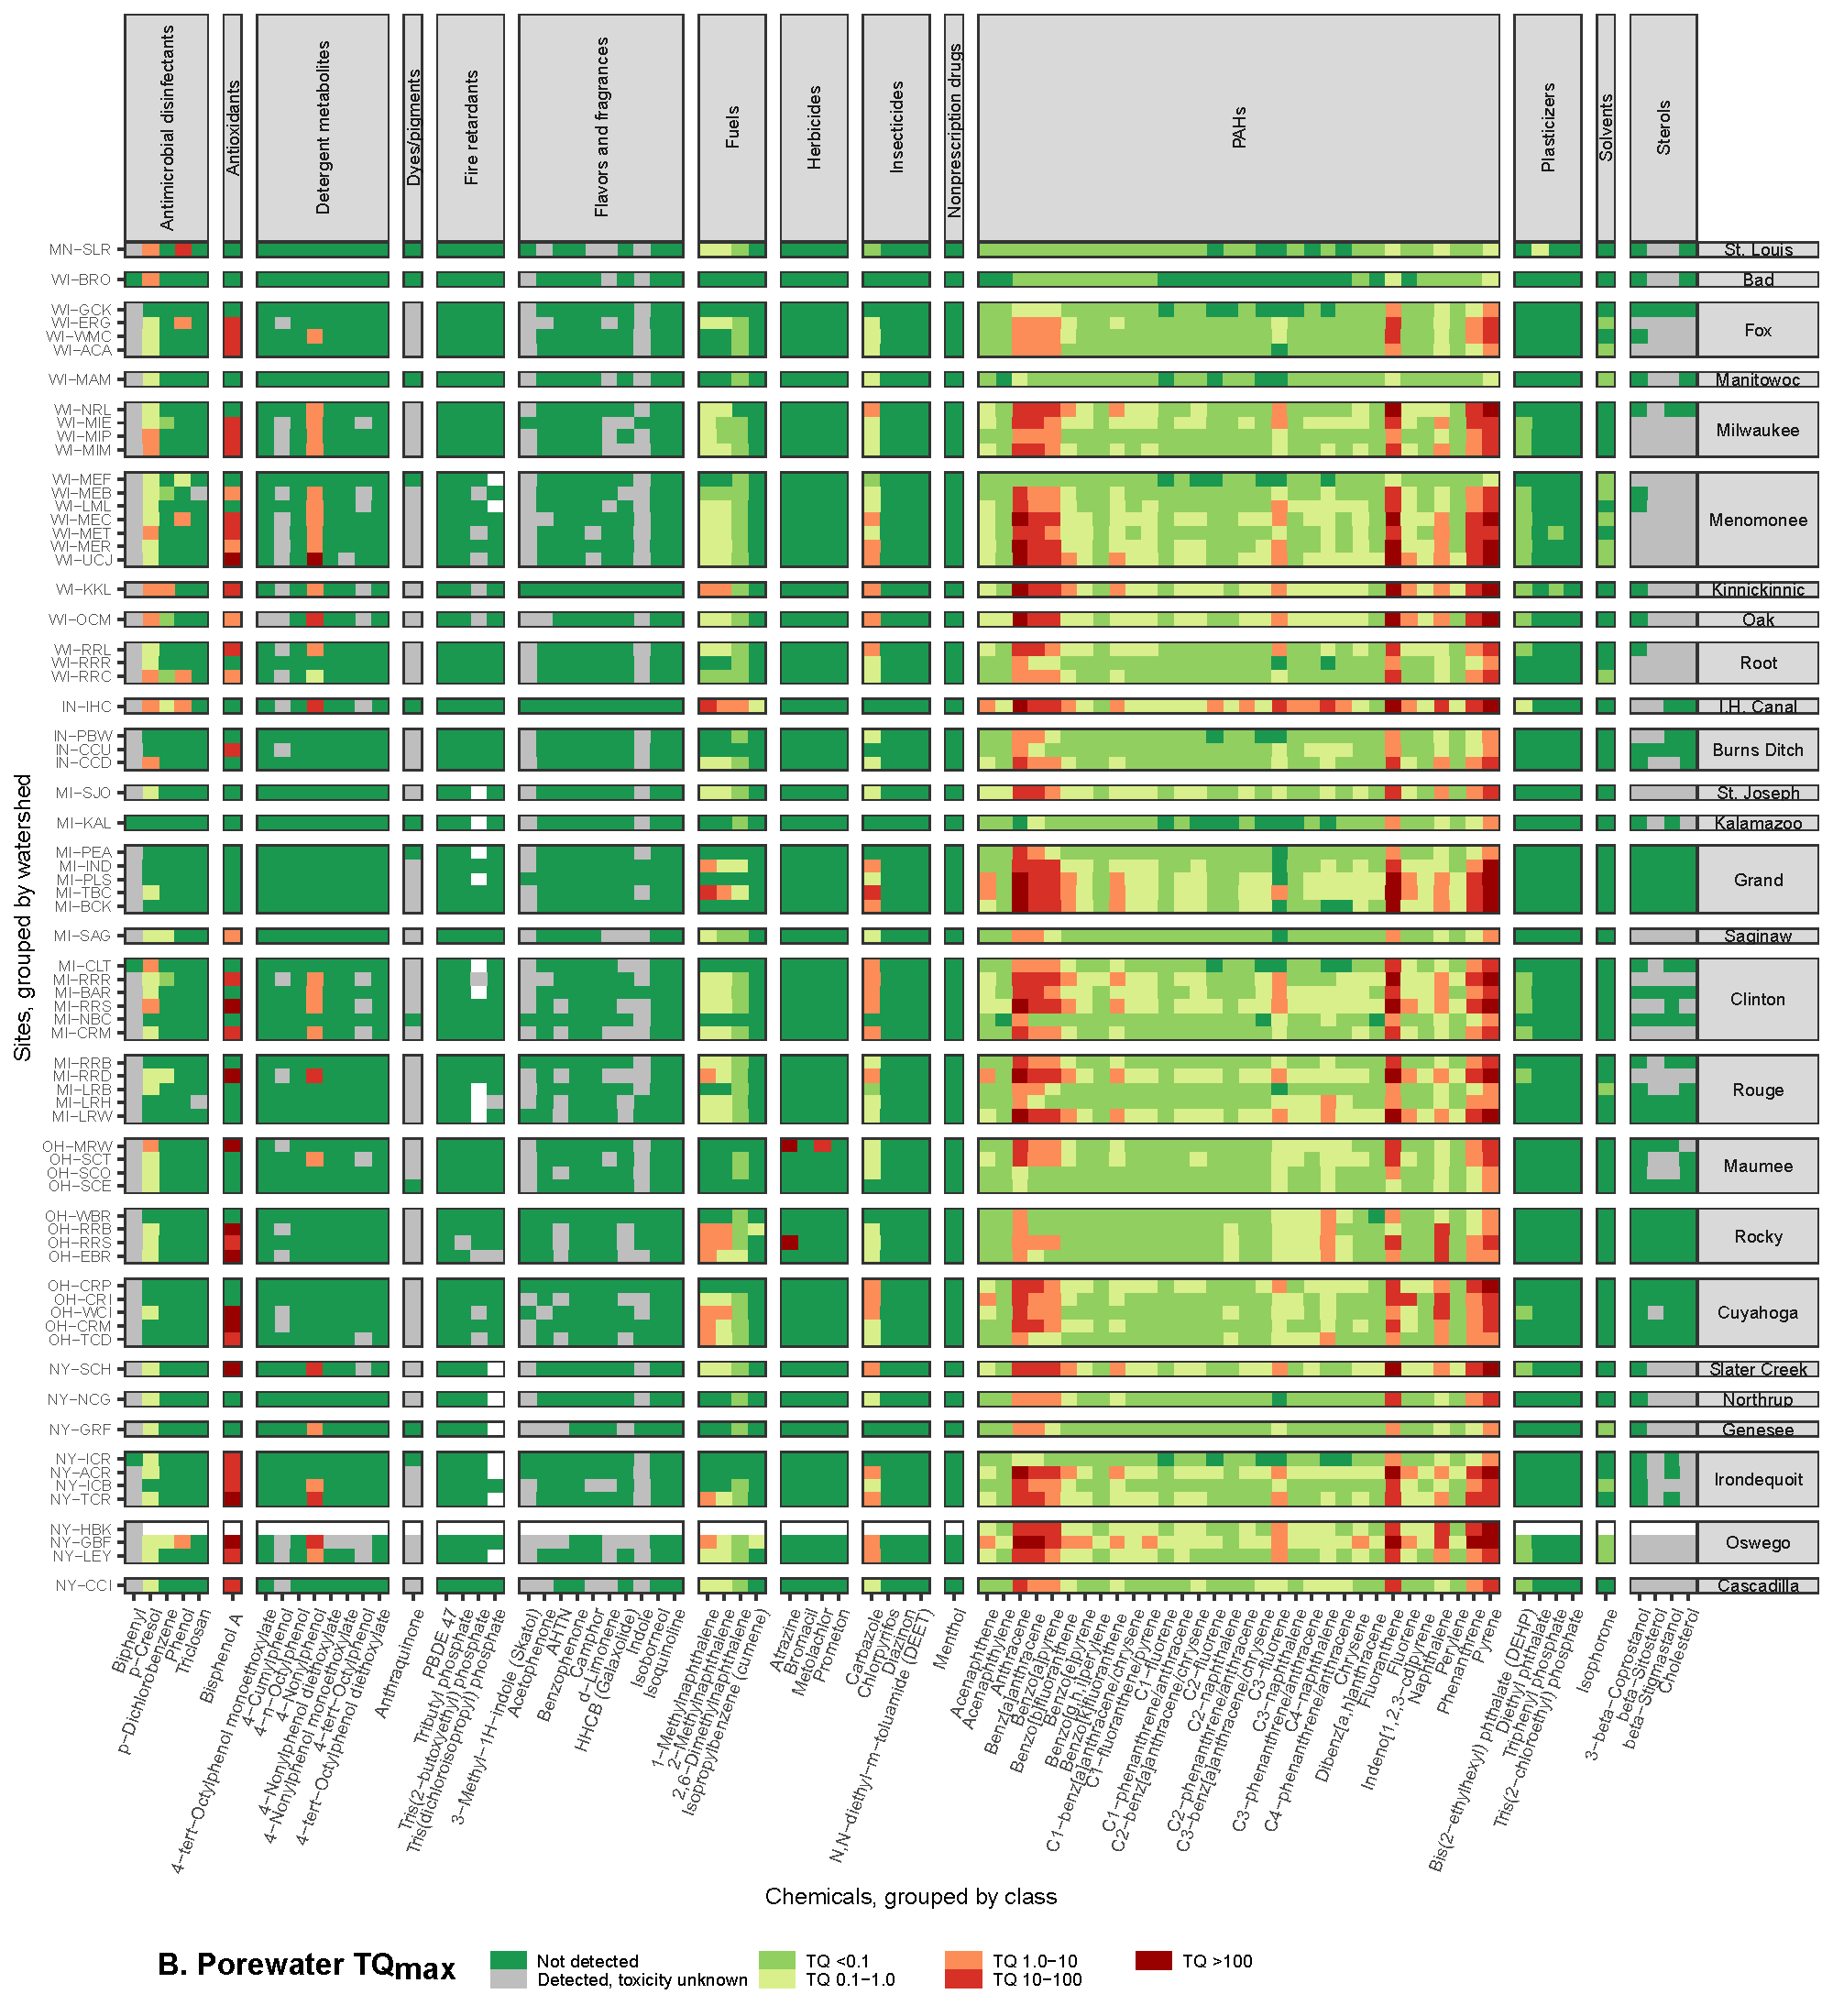 Antimicrobial disinfectants
Antioxidants
Detergent metabolites
Dyes/pigments
Fire retardants
Flavors and fragrances
Fuels
Herbicides
Insecticides
Nonprescription drugs
PAHs
Plasticizers
Solvents
Sterols
Sites, grouped by watershed
MN-SLR
St. Louis
WI-BRO
Bad
WI-GCK
WI-ERG
WI-WMC
WI-ACA
Fox
WI-MAM
Manitowoc
WI-NRL
WI-MIE
WI-MIP
WI-MIM
Milwaukee
WI-MEF
WI-MEB
WI-LML
WI-MEC
WI-MET
WI-MER
WI-UCJ
Menomonee
WI-KKL
Kinnickinnic
WI-OCM
Oak
WI-RRL
WI-RRR
WI-RRC
Root
IN-IHC
I.H. Canal
IN-PBW
IN-CCU
IN-CCD
Burns Ditch
MI-SJO
St. Joseph
MI-KAL
Kalamazoo
MI-PEA
MI-IND
MI-PLS
MI-TBC
MI-BCK
Grand
MI-SAG
Saginaw
MI-CLT
MI-RRR
MI-BAR
MI-RRS
MI-NBC
MI-CRM
Clinton
MI-RRB
MI-RRD
MI-LRB
MI-LRH
MI-LRW
Rouge
OH-MRW
OH-SCT
OH-SCO
OH-SCE
Maumee
OH-WBR
OH-RRB
OH-RRS
OH-EBR
Rocky
OH-CRP
OH-CRI
OH-WCI
OH-CRM
OH-TCD
Cuyahoga
NY-SCH
Slater Creek
NY-NCG
Northrup
NY-GRF
Genesee
NY-ICR
NY-ACR
NY-ICB
NY-TCR
Irondequoit
NY-HBK
NY-GBF
NY-LEY
Oswego
NY-CCI
Cascadilla
Biphenyl
p-Cresol
p-Dichlorobenzene
Phenol
Triclosan
Bisphenol A
4-tert-Octylphenol monoethoxylate
4-Cumylphenol
4-n-Octylphenol
4-Nonylphenol
4-Nonylphenol diethoxylate
4-Nonylphenol monoethoxylate
4-tert-Octylphenol
4-tert-Octylphenol diethoxylate
Anthraquinone
PBDE 47
Tributyl phosphate
Tris(2-butoxyethyl) phosphate
Tris(dichloroisopropyl) phosphate
3-Methyl-1H-indole (Skatol)
Acetophenone
AHTN
Benzophenone
Camphor
d-Limonene
HHCB (Galaxolide)
Indole
Isoborneol
Isoquinoline
1-Methylnaphthalene
2-Methylnaphthalene
2,6-Dimethylnaphthalene
Isopropylbenzene (cumene)
Atrazine
Bromacil
Metolachlor
Prometon
Carbazole
Chlorpyrifos
Diazinon
N,N-diethyl-m-toluamide (DEET)
Menthol
Acenaphthene
Acenaphthylene
Anthracene
Benz[a]anthracene
Benzo[a]pyrene
Benzo[b]fluoranthene
Benzo[e]pyrene
Benzo[g,h,i]perylene
Benzo[k]fluoranthene
C1-benz[a]anthracene/chrysene
C1-fluoranthene/pyrene
C1-fluorene
C1-phenanthrene/anthracene
C2-benz[a]anthracene/chrysene
C2-fluorene
C2-naphthalene
C2-phenanthrene/anthracene
C3-benz[a]anthracene/chrysene
C3-fluorene
C3-naphthalene
C3-phenanthrene/anthracene
C4-naphthalene
C4-phenanthrene/anthracene
Chrysene
Dibenz[a,h]anthracene
Fluoranthene
Fluorene
Indeno[1,2,3-cd]pyrene
Naphthalene
Perylene
Phenanthrene
Pyrene
Bis(2-ethylhexyl) phthalate (DEHP)
Diethyl phthalate
Triphenyl phosphate
Tris(2-chloroethyl) phosphate
Isophorone
3-beta-Coprostanol
beta-Sitosterol
beta-Stigmastanol
Cholesterol
Chemicals, grouped by class
B. Porewater TQmax
Not detected
Detected, toxicity unknown
TQ <0.1
TQ 0.1-1.0
TQ 1.0-10
TQ 10-100
TQ >100